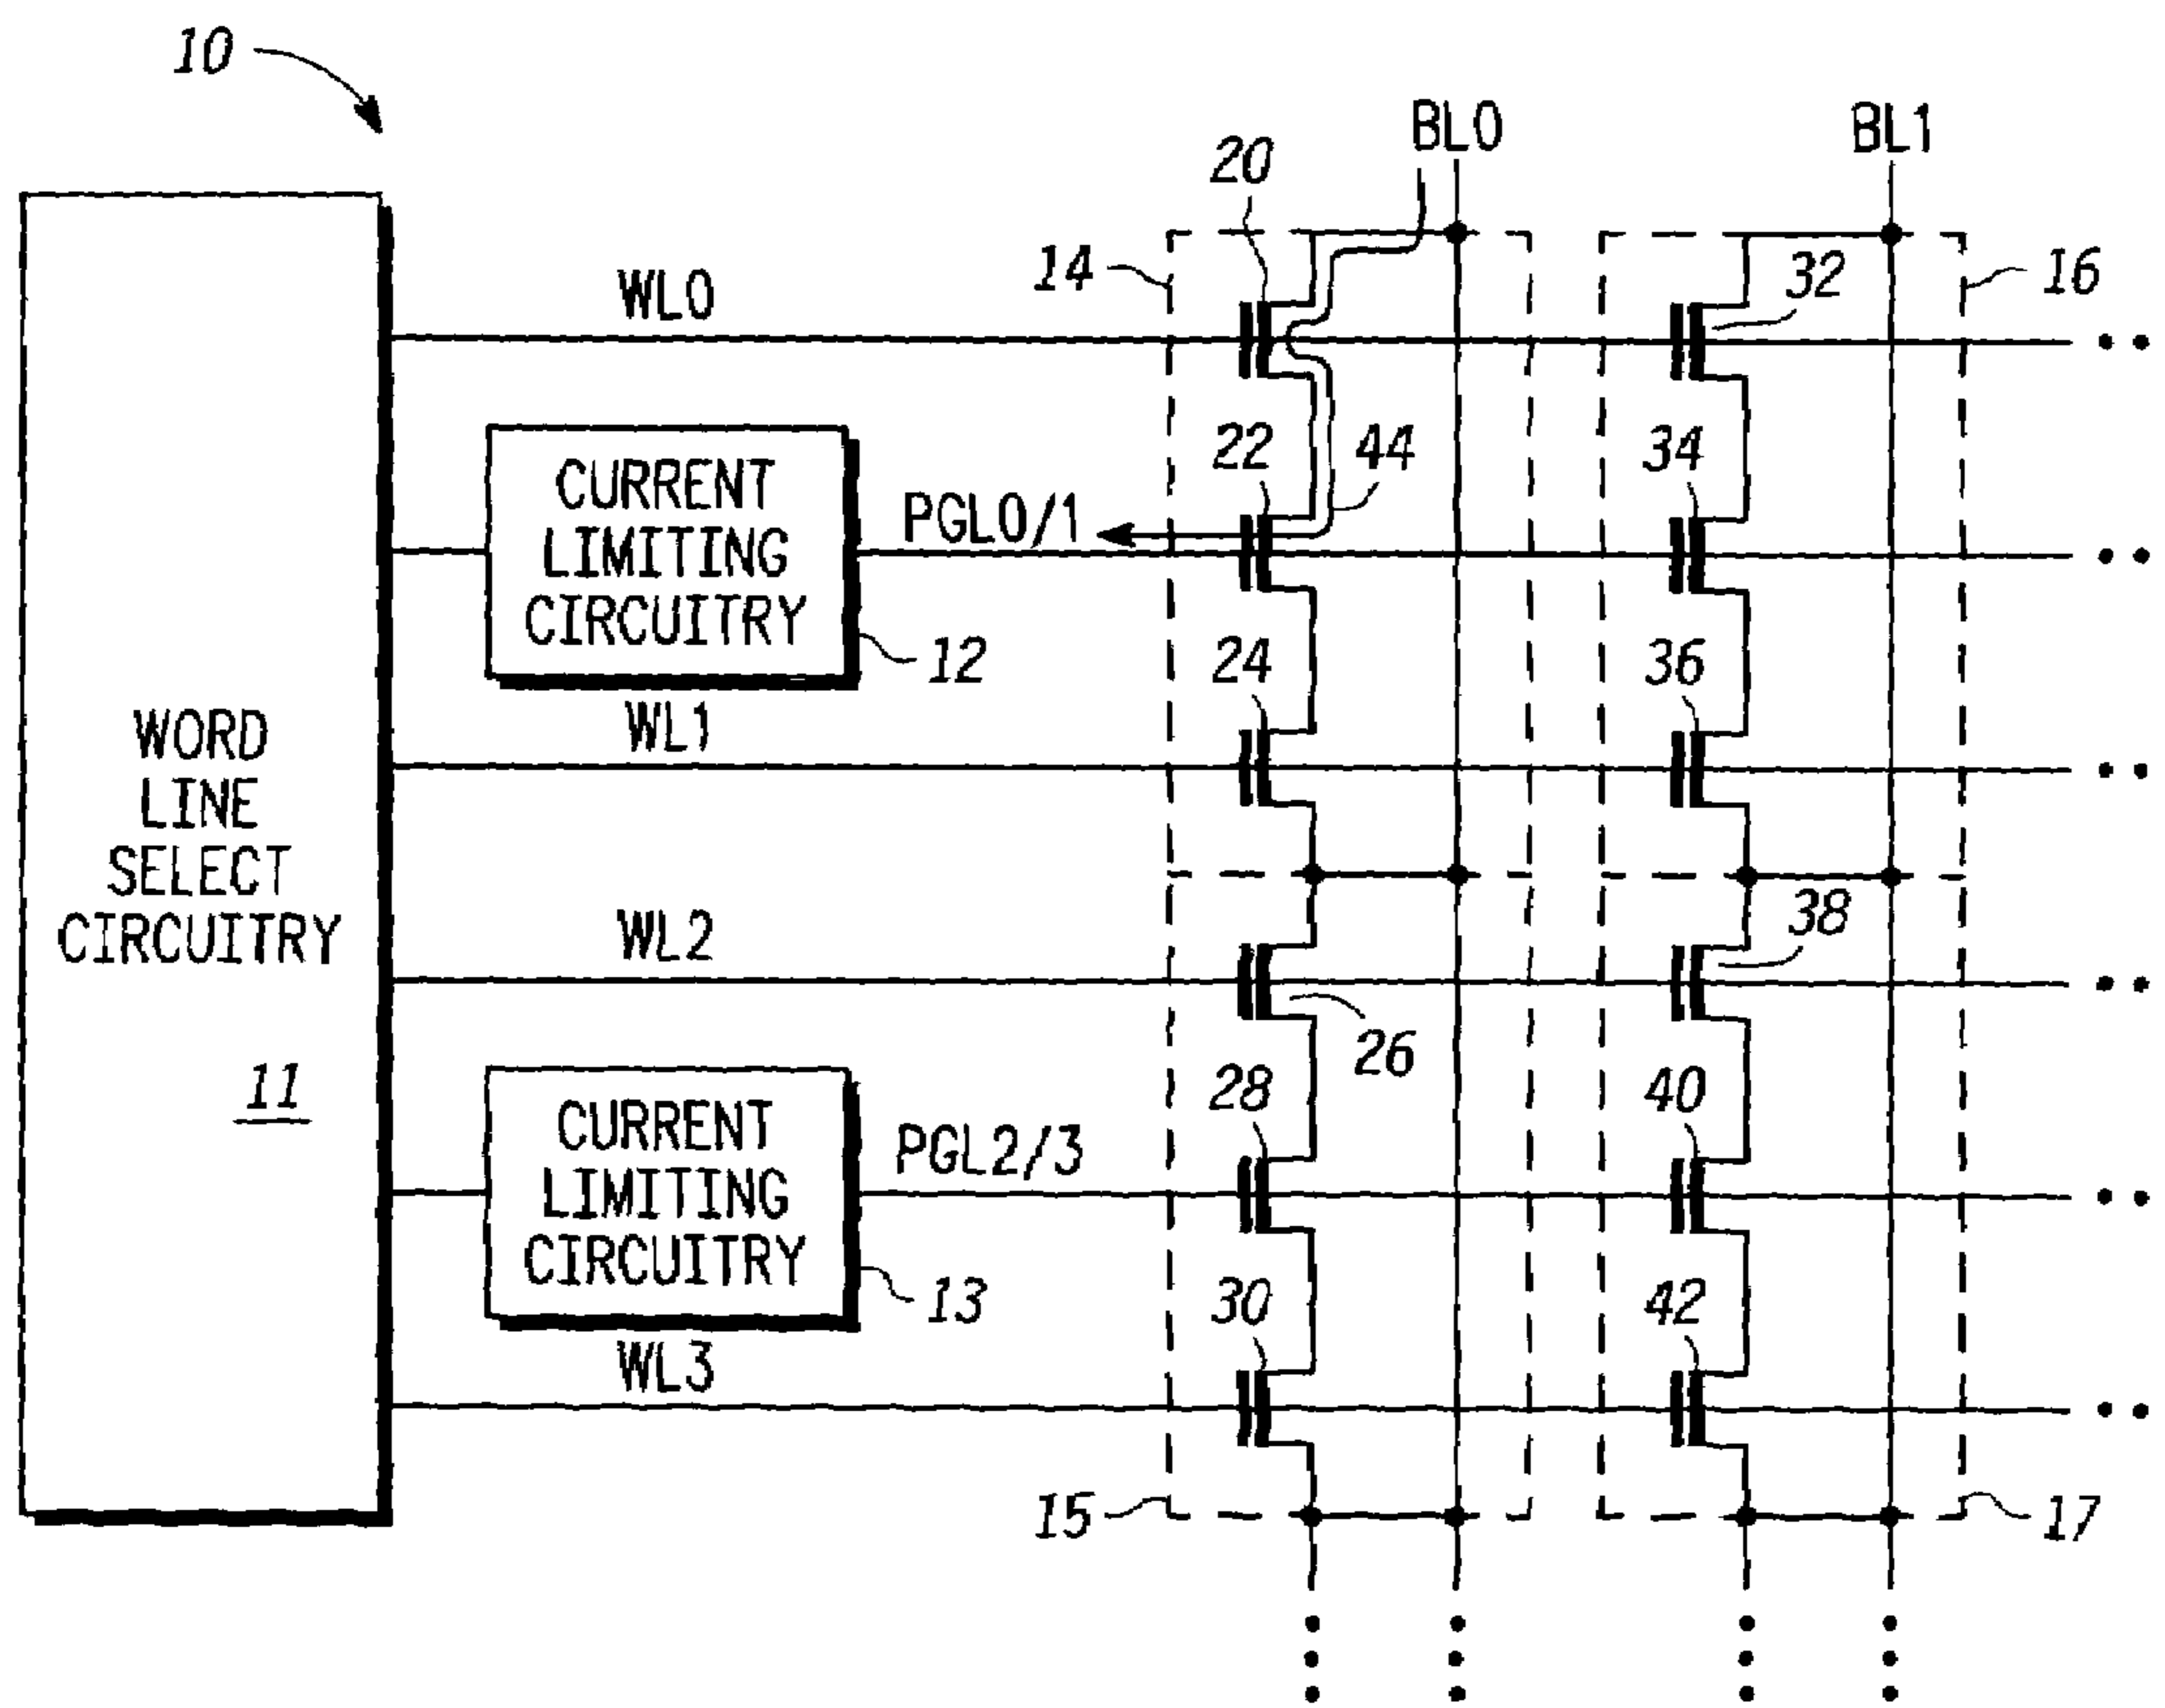 10
BL0
BL1
20
14
32
16
WL0
22
44
34
CURRENT
LIMITING
CIRCUITRY
PGL0/1
12
24
36
WL1
WORD
LINE
SELECT
CIRCUITRY
11
WL2
38
26
28
40
CURRENT
LIMITING
CIRCUITRY
PGL2/3
13
30
42
WL3
15
17